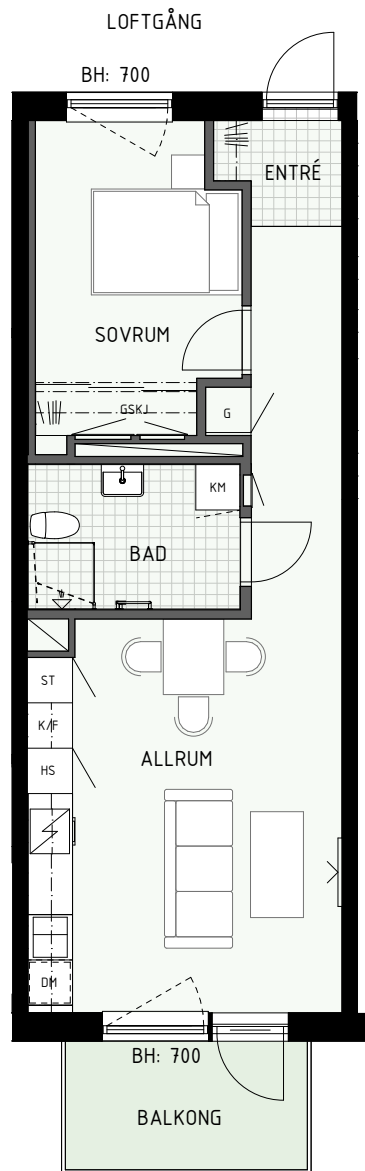 LOFTGÅNG
BH: 700
ENTRÉ
SOVRUM
GSKJ
G
KM
BAD
ST
K/F
ALLRUM
HS
DM
BH: 700
BALKONG